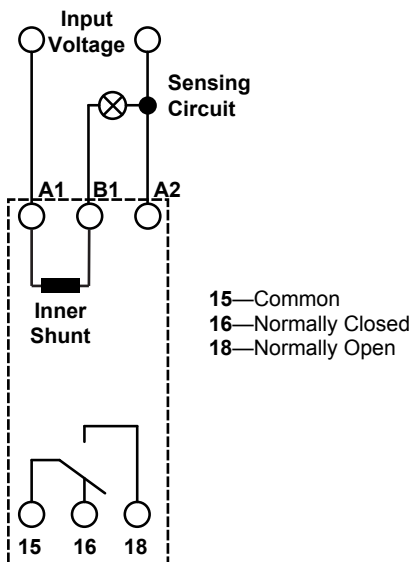 Input
Voltage
Sensing
Circuit
A1 B1 A2
Inner
Shunt
15—Common
16—Normally Closed
18—Normally Open
15 16 18